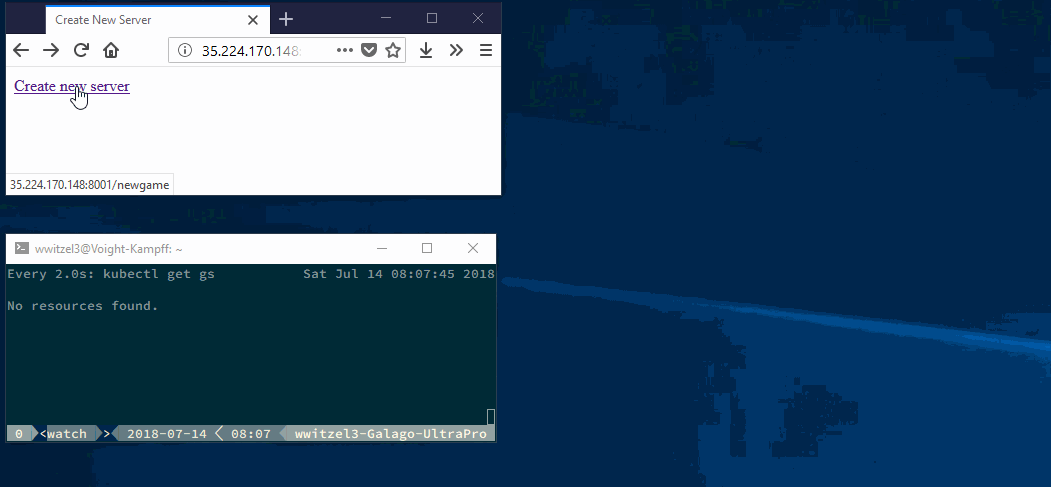 Create New Server
35.224.170.148:
Create new server
35.224.170.148:8001/newgame
wwitzel3@Voight-Kampff: ~
Every 2.0s: kubectl get gs Sat Jul 14 08:07:45 2018
No resources found.
0 <watch > 2018-07-14 08:07 wwitzel3-Galago-UltraPro